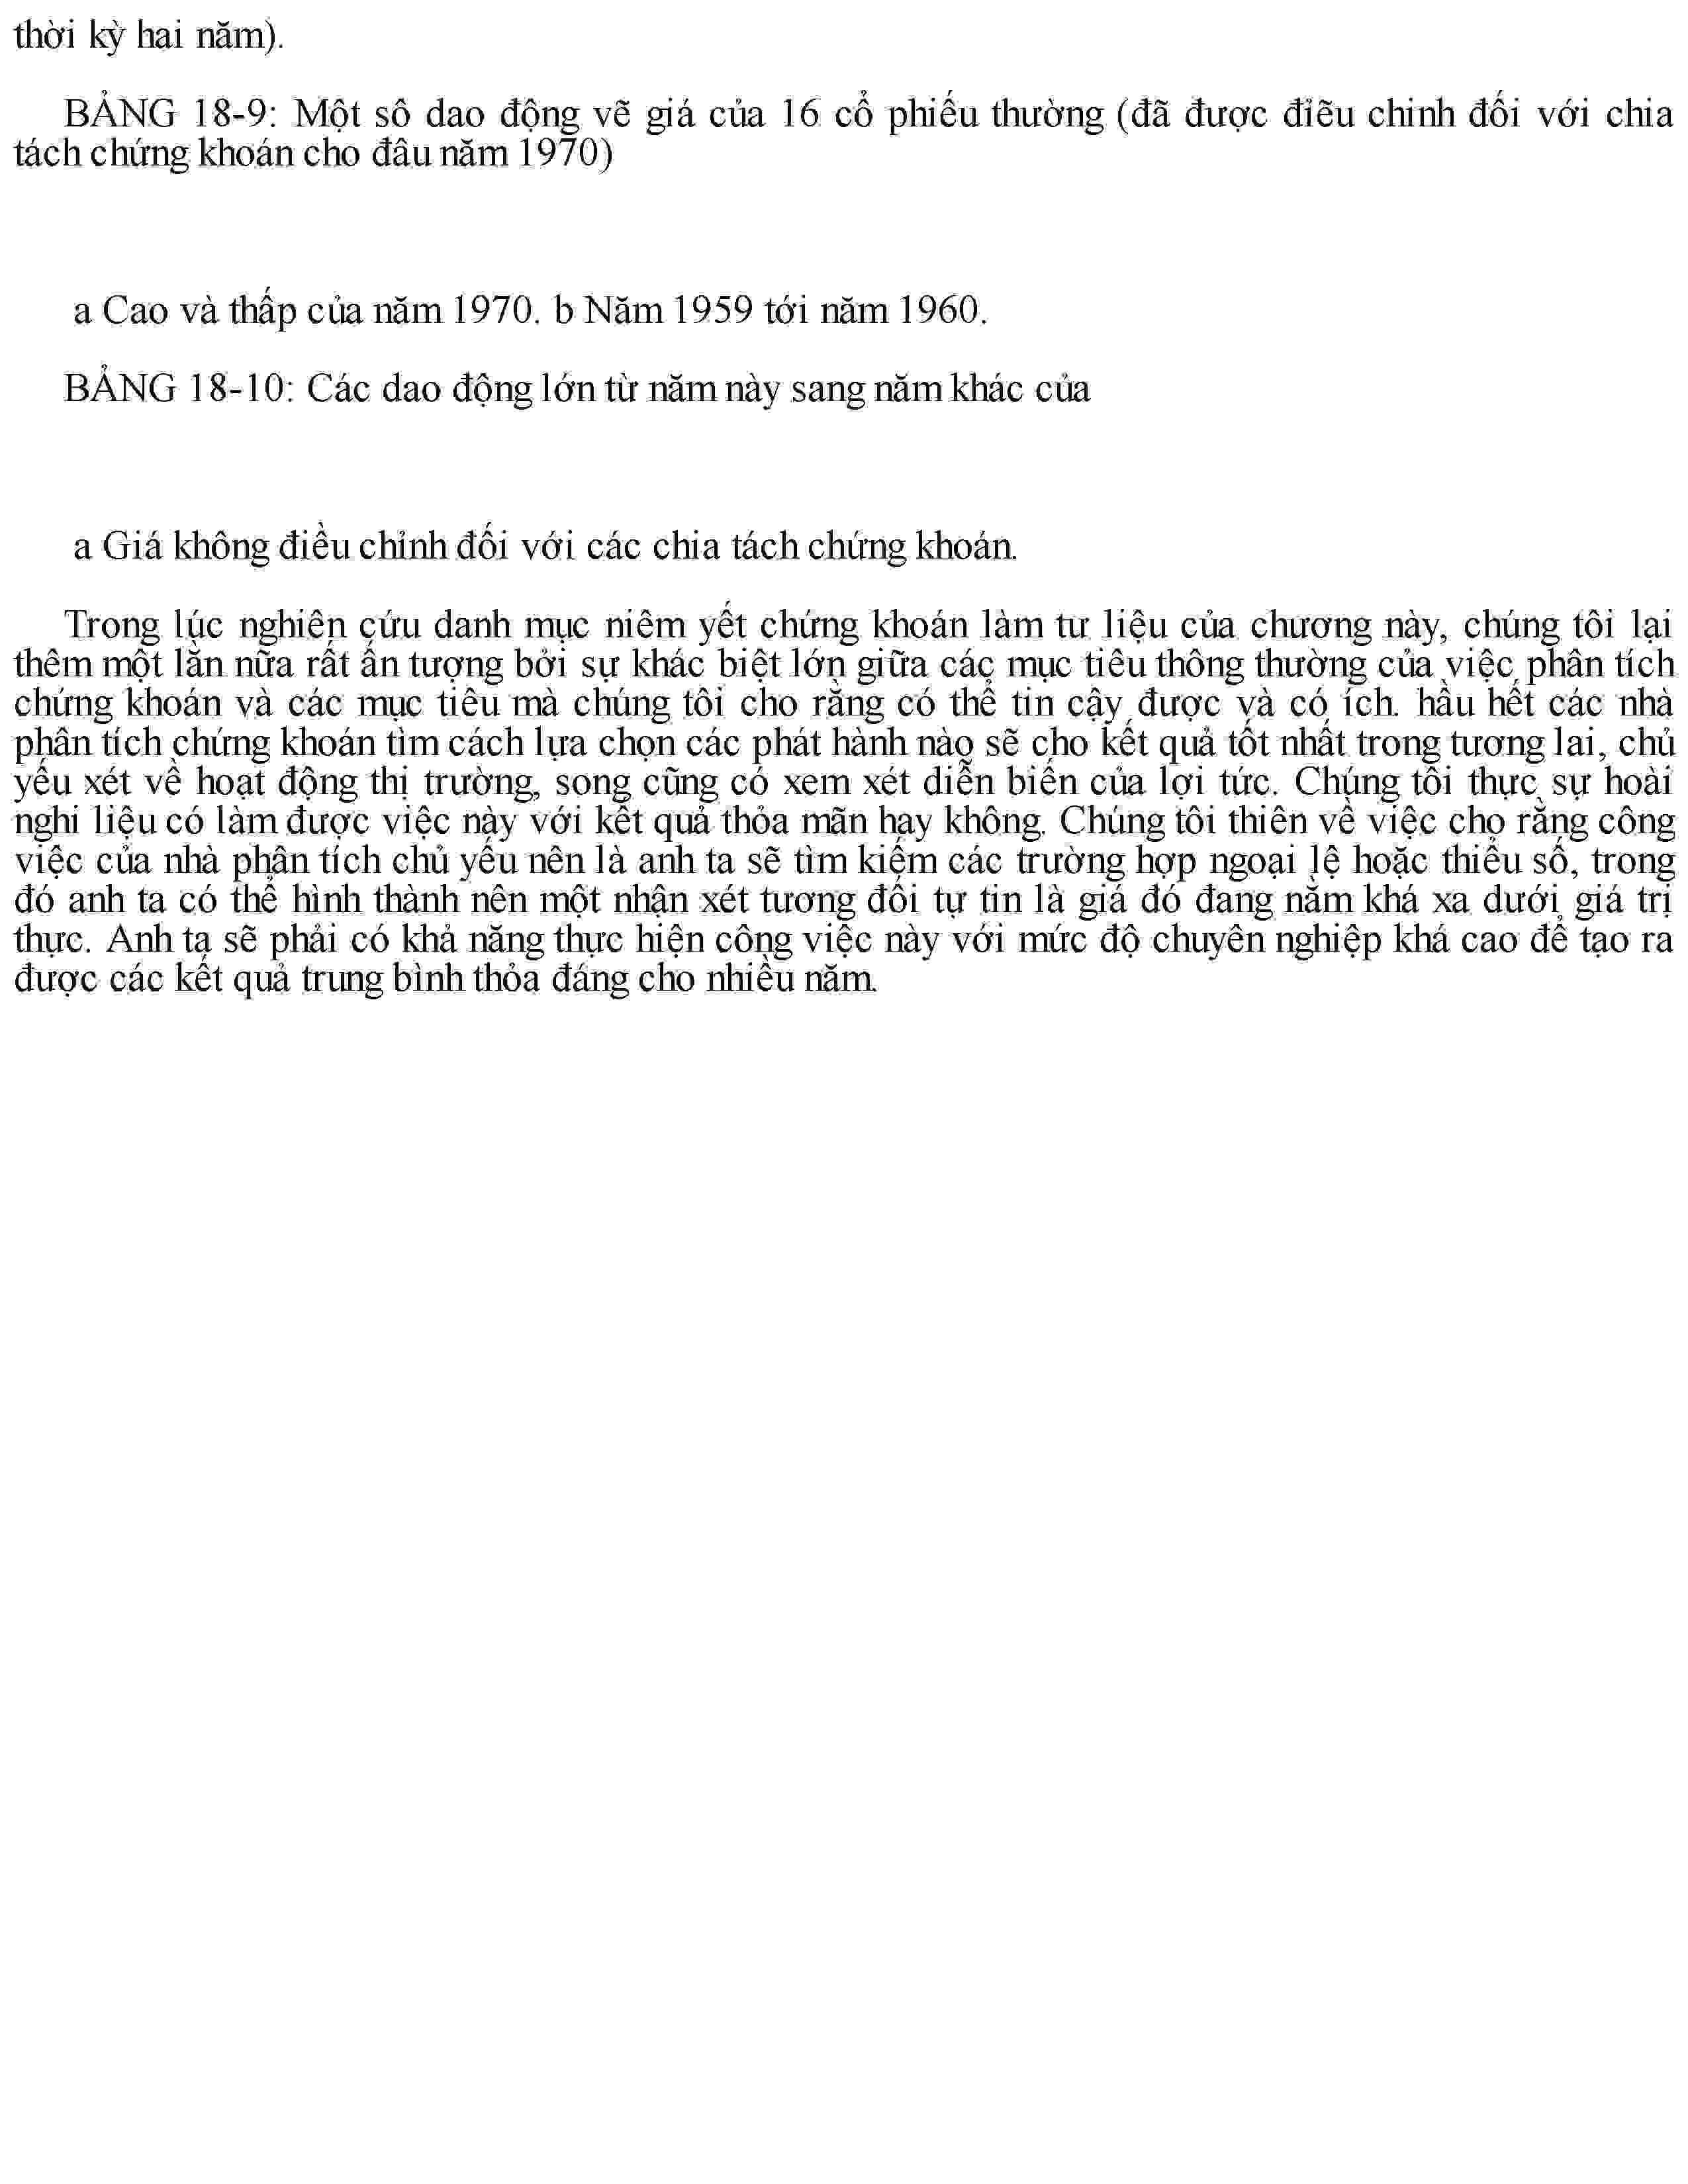 thời kỳ hai năm).
BẢNG 18-9: Một sô dao động vẽ giá của 16 cổ phiếu thường (đã được điẽu chinh đối với chia
tách chứng khoán cho đâu năm 1970)
a Cao và thấp của năm 1970. b Năm 1959 tới năm 1960.
BẢNG 18-10: Các dao động lớn từ năm này sang năm khác của
a Giá không điều chỉnh đối với các chia tách chứng khoán.
Trong lúc nghiên cứu danh mục niêm yết chứng khoán làm tư liệu của chương này, chúng tôi lại
thêm một lần nữa rất ấn tượng bởi sự khác biệt lớn giữa các mục tiêu thông thường của việc phân tích
chứng khoán và các mục tiêu mà chúng tôi cho rằng có thể tin cậy được và có ích. hầu hết các nhà
phân tích chứng khoán tìm cách lựa chọn các phát hành nào sẽ cho kết quả tốt nhất trong tương lai, chủ
yếu xét về hoạt động thị trường, song cũng có xem xét diễn biến của lợi tức. Chúng tôi thực sự hoài
nghi liệu có làm được việc này với kết quả thỏa mãn hay không. Chúng tôi thiên về việc cho rằng công
việc của nhà phân tích chủ yếu nên là anh ta sẽ tìm kiếm các trường hợp ngoại lệ hoặc thiểu số, trong
đó anh ta có thể hình thành nên một nhận xét tương đối tự tin là giá đó đang nằm khá xa dưới giá trị
thực. Anh ta sẽ phải có khả năng thực hiện công việc này với mức độ chuyên nghiệp khá cao để tạo ra
được các kết quả trung bình thỏa đáng cho nhiều năm.